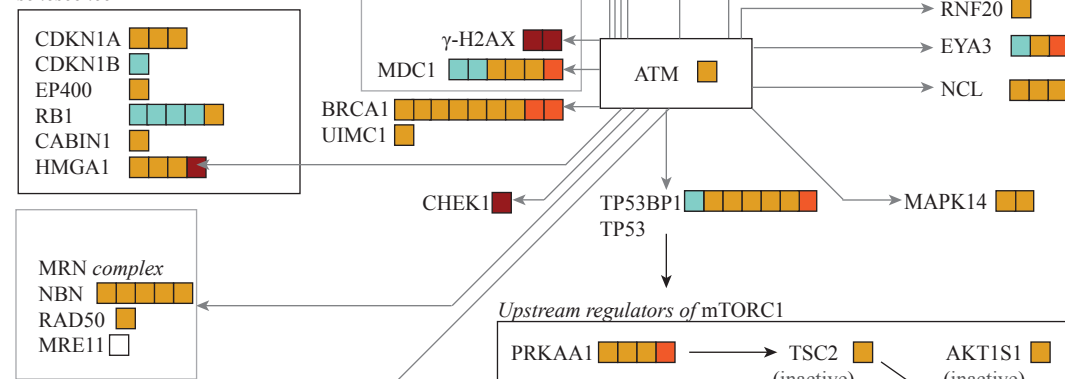 RNF20
CDKN1A
γ-H2AX
EYA3
CDKN1B
MDC1
ATM
EP400
NCL
RB1
BRCA1
CABIN1
UIMC1
HMGA1
CHEK1
TP53BP1
MAPK14
TP53
MRN complex
NBN
RAD50
Upstream regulators of mTORC1
MRE11
PRKAA1
TSC2
AKT1S1
(inactive)
(inactive)